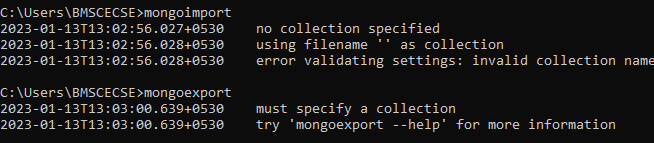 C:\Users\BMSCECSE>mongoimport
2023-01-13T13:02:56.027+0530    no collection specified
2023-01-13T13:02:56.028+0530    using filename '' as collection
2023-01-13T13:02:56.028+0530    error validating settings: invalid collection name
C:\Users\BMSCECSE>mongoexport
2023-01-13T13:03:00.639+0530    must specify a collection
2023-01-13T13:03:00.639+0530    try 'mongoexport --help' for more information